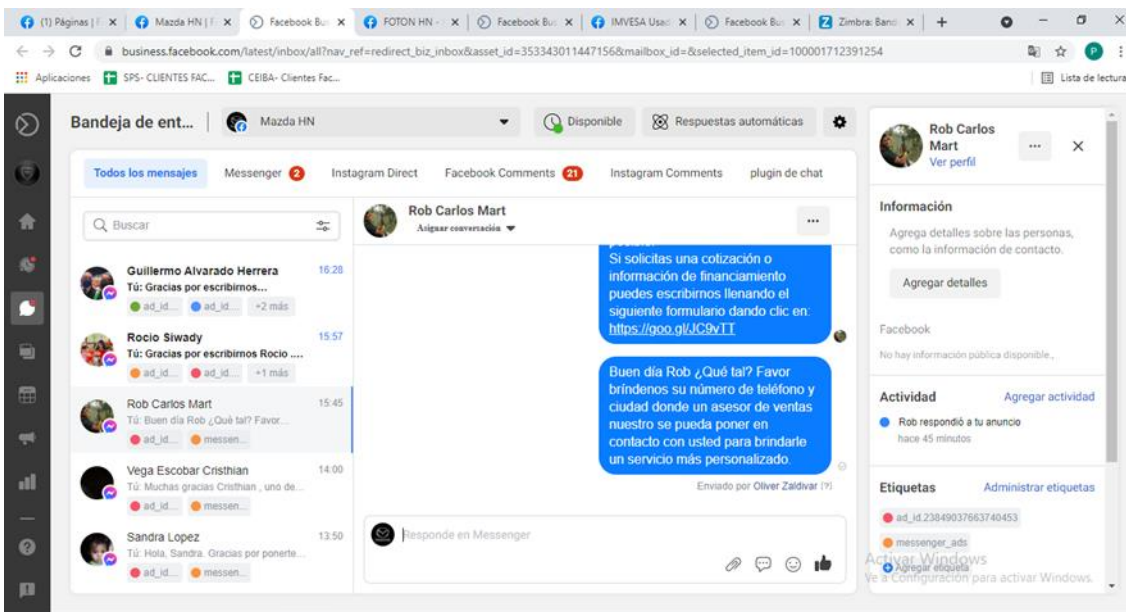 (1) Páginas | F
Mazda HN | F
Facebook Bus
FOTON HN -
Facebook Bus
IMVESA Usad
Facebook Bus
Zimbra: Band
business.facebook.com/latest/inbox/all?nav_ref=redirect_biz_inbox&asset_id=353343011447156&mailbox_id=&selected_item_id=100001712391254
P
Aplicaciones
SPS- CLIENTES FAC...
CEIBA- Clientes Fac...
Lista de lectura
Bandeja de ent...
Mazda HN
Disponible
Respuestas automáticas
Todos los mensajes
Messenger 2
Instagram Direct
Facebook Comments 21
Instagram Comments
plugin de chat
Buscar
Guillermo Alvarado Herrera 16:28
Tú: Gracias por escribirnos...
ad_id.... ad_id.... +2 más
Rocio Siwady 15:57
Tú: Gracias por escribirnos Rocio ....
ad_id.... ad_id.... +1 más
Rob Carlos Mart 15:45
Tú: Buen día Rob ¿Què tal? Favor...
ad_id.... messen...
Vega Escobar Cristhian 14:00
Tú: Muchas gracias Cristhian , uno de...
ad_id.... messen...
Sandra Lopez 13:50
Tú: Hola, Sandra. Gracias por ponerte...
ad_id.... messen...
Rob Carlos Mart
Asignar conversación
Si solicitas una cotización o
información de financiamiento
puedes escribirnos llenando el
siguiente formulario dando clic en:
https://goo.gl/JC9vTT
Buen día Rob ¿Qué tal? Favor
bríndenos su número de teléfono y
ciudad donde un asesor de ventas
nuestro se pueda poner en
contacto con usted para brindarle
un servicio más personalizado.
Enviado por Oliver Zaldivar [?]
Responde en Messenger
Rob Carlos
Mart
Ver perfil
Información
Agrega detalles sobre las personas,
como la información de contacto.
Agregar detalles
Facebook
No hay información pública disponible.,
Actividad
Agregar actividad
Rob respondió a tu anuncio
hace 45 minutos
Etiquetas
Administrar etiquetas
ad_id.23849037663740453
messenger_ads
Agregar etiqueta
Activar Windows
Ve a Configuración para activar Windows.